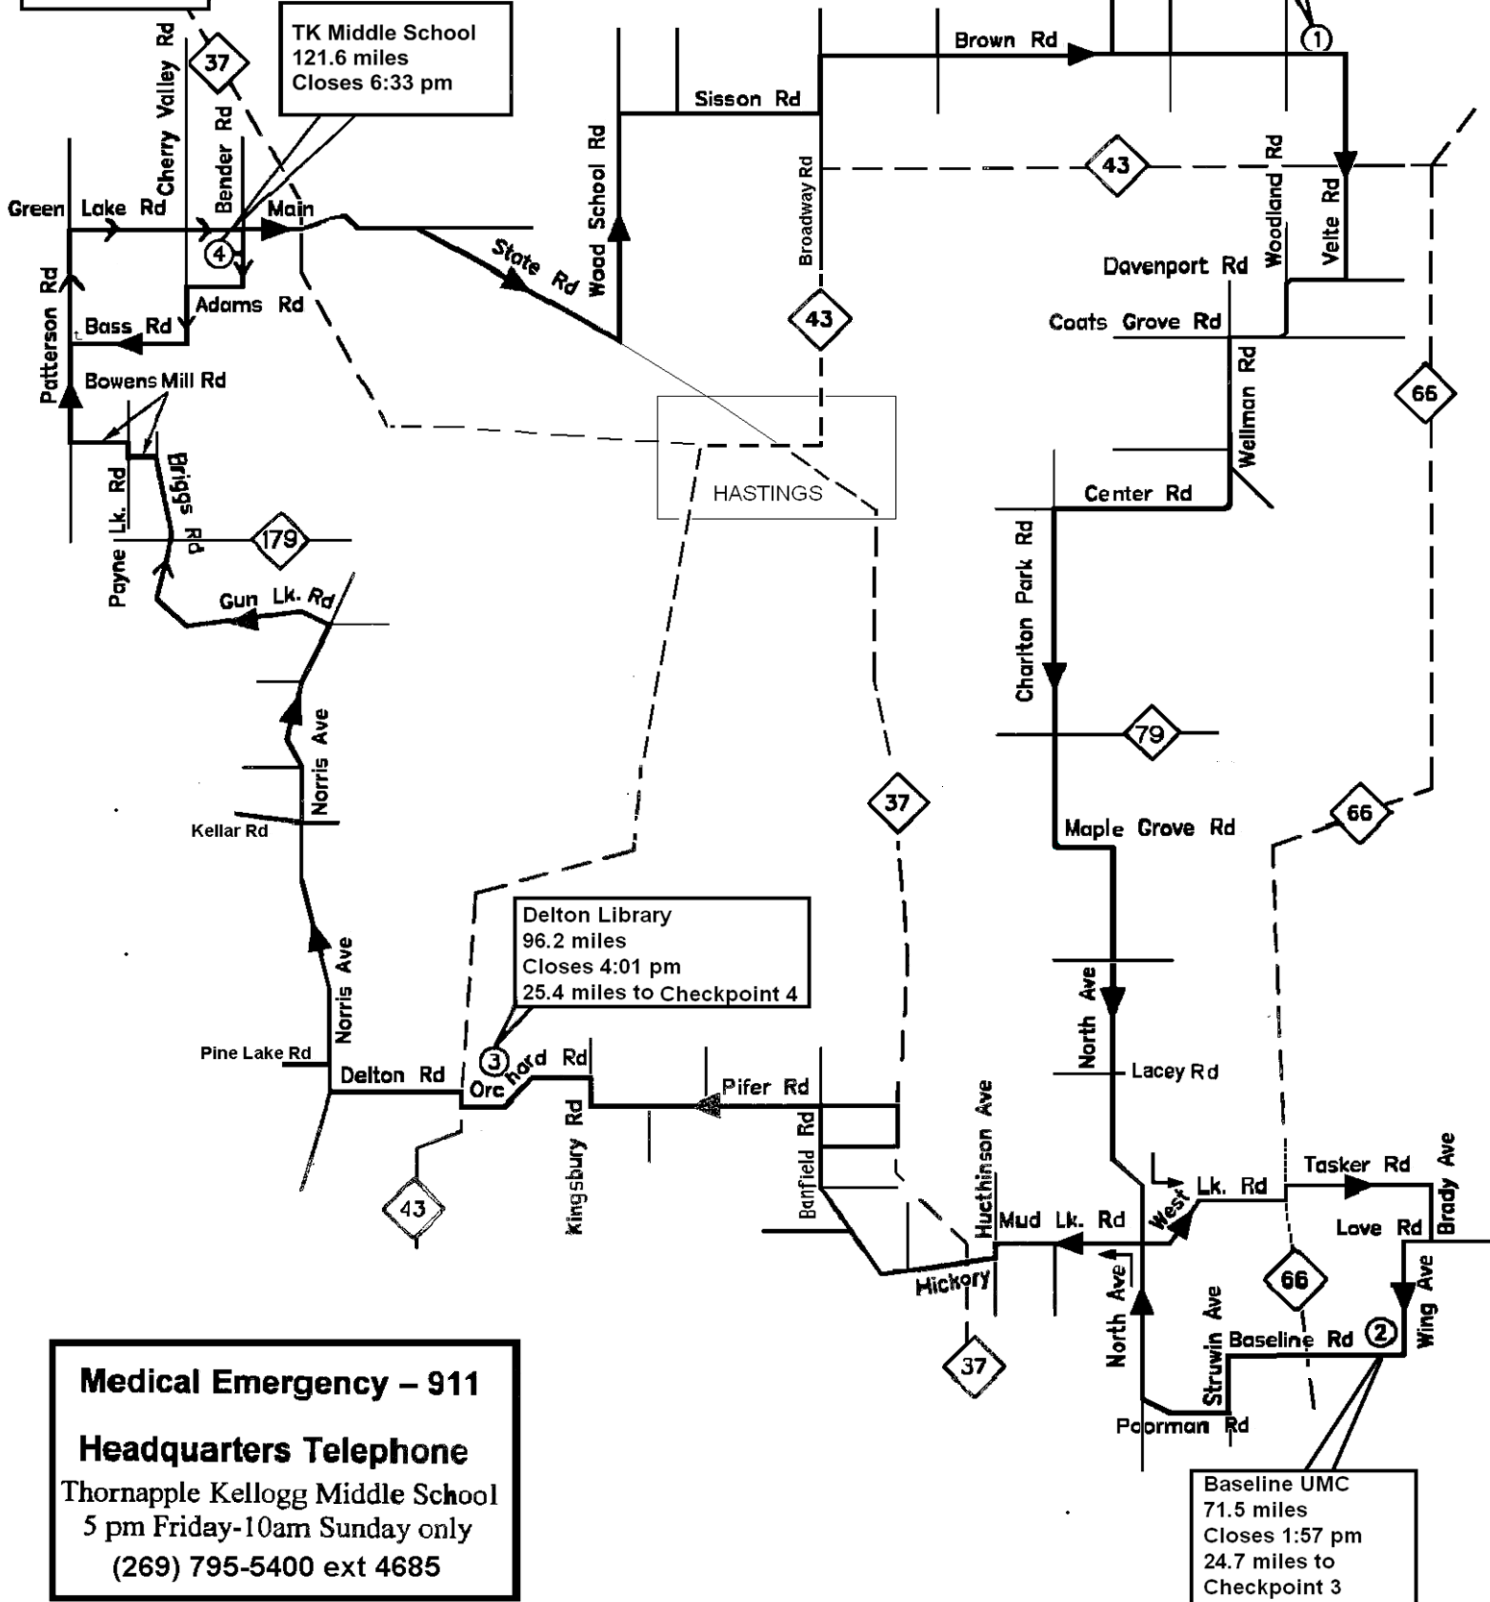 TK Middle School
121.6 miles
Closes 6:33 pm
37
Cherry Valley Rd
Bender Rd
Green Lake Rd
Main
4
Adams Rd
Bass Rd
Patterson Rd
Bowens Mill Rd
Payne Lk. Rd
Briggs Rd
179
Gun Lk. Rd
Norris Ave
Kellar Rd
Norris Ave
Pine Lake Rd
Delton Rd
State Rd
Wood School Rd
Sisson Rd
Broadway Rd
43
HASTINGS
Brown Rd
1
43
Woodland Rd
Velte Rd
Davenport Rd
Coats Grove Rd
Wellman Rd
66
Center Rd
Charlton Park Rd
79
37
Maple Grove Rd
66
North Ave
Lacey Rd
Delton Library
96.2 miles
Closes 4:01 pm
25.4 miles to Checkpoint 4
3
Orchard Rd
Kingsbury Rd
Pifer Rd
Banfield Rd
43
Hucthinson Ave
Mud Lk. Rd
Hickory
37
West Lk. Rd
Tasker Rd
Brady Ave
Love Rd
Wing Ave
66
North Ave
Struwin Ave
Baseline Rd
2
Poorman Rd
Baseline UMC
71.5 miles
Closes 1:57 pm
24.7 miles to
Checkpoint 3
Medical Emergency – 911
Headquarters Telephone
Thornapple Kellogg Middle School
5 pm Friday-10am Sunday only
(269) 795-5400 ext 4685